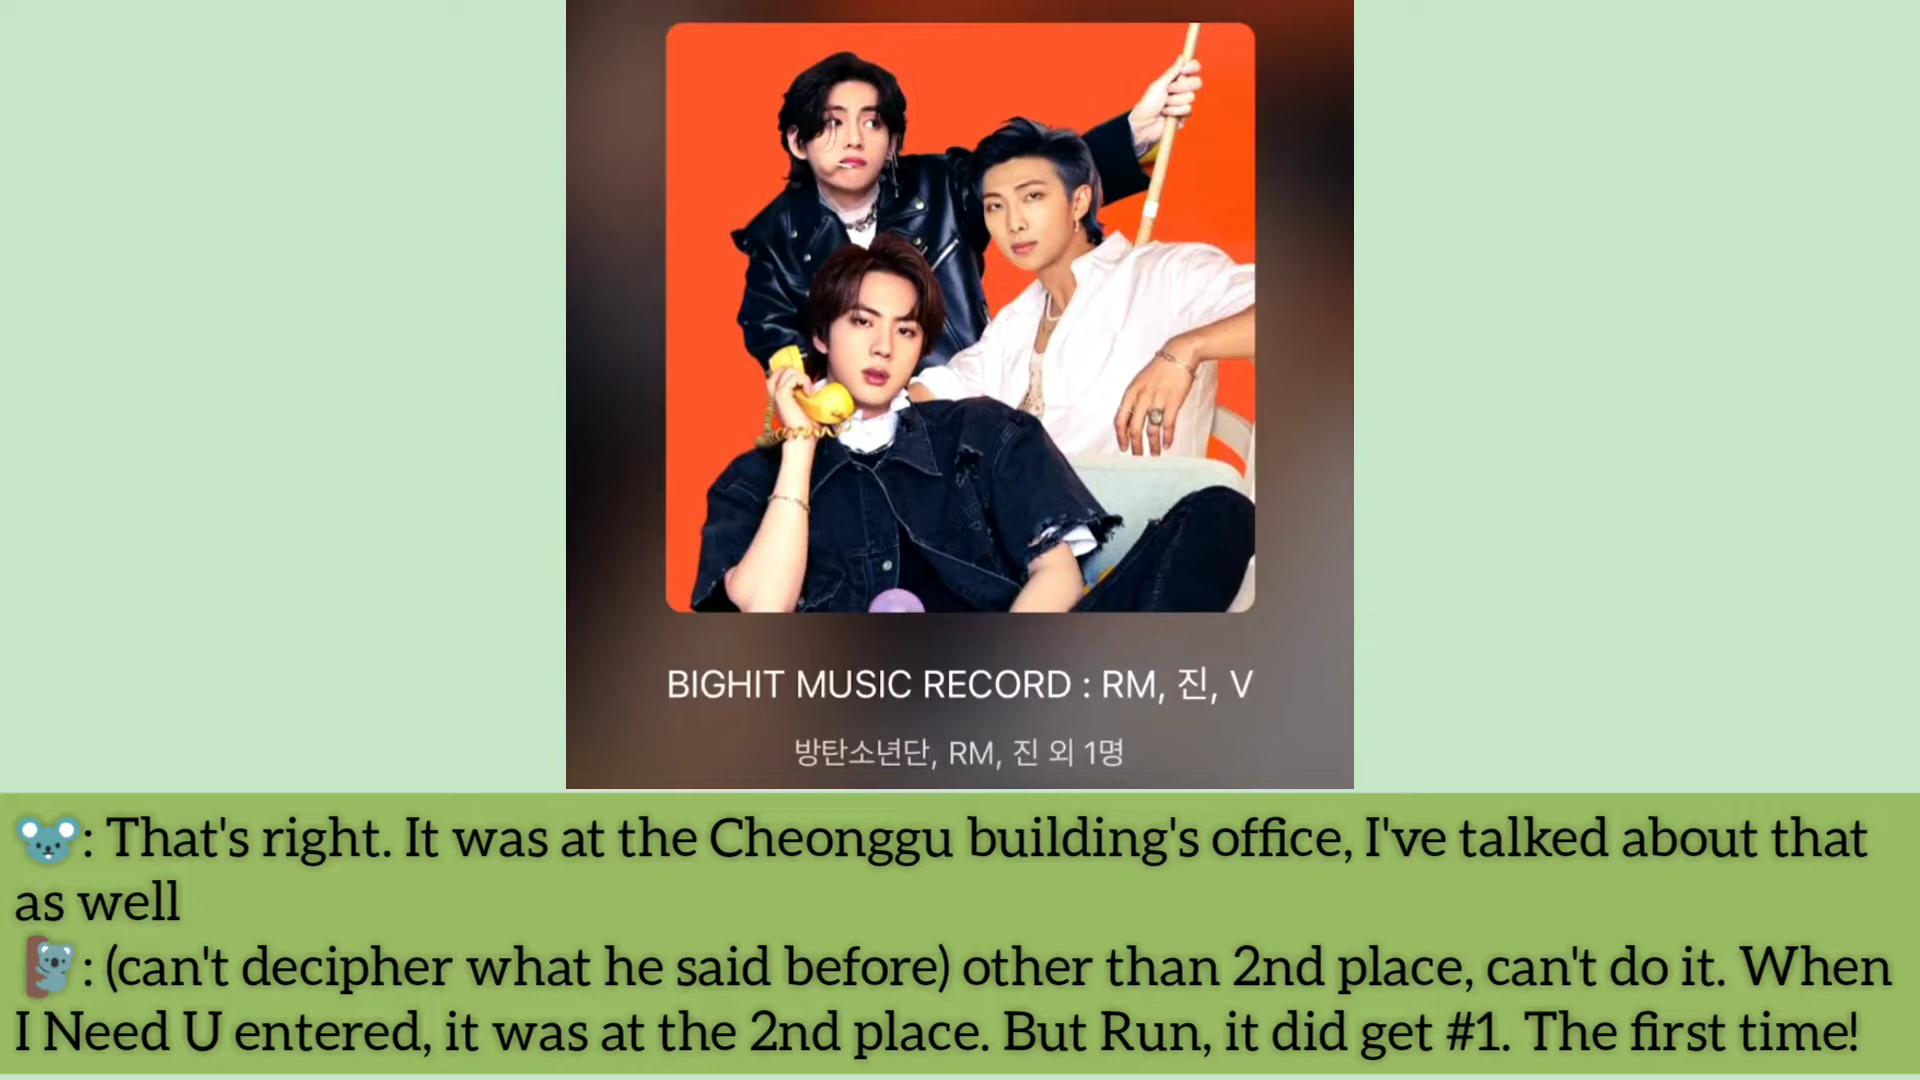 BIGHIT MUSIC RECORD : RM, 진, V
방탄소년단, RM, 진 외 1명
🐭: That's right. It was at the Cheonggu building's office, I've talked about that
as well
🐨: (can't decipher what he said before) other than 2nd place, can't do it. When
I Need U entered, it was at the 2nd place. But Run, it did get #1. The first time!